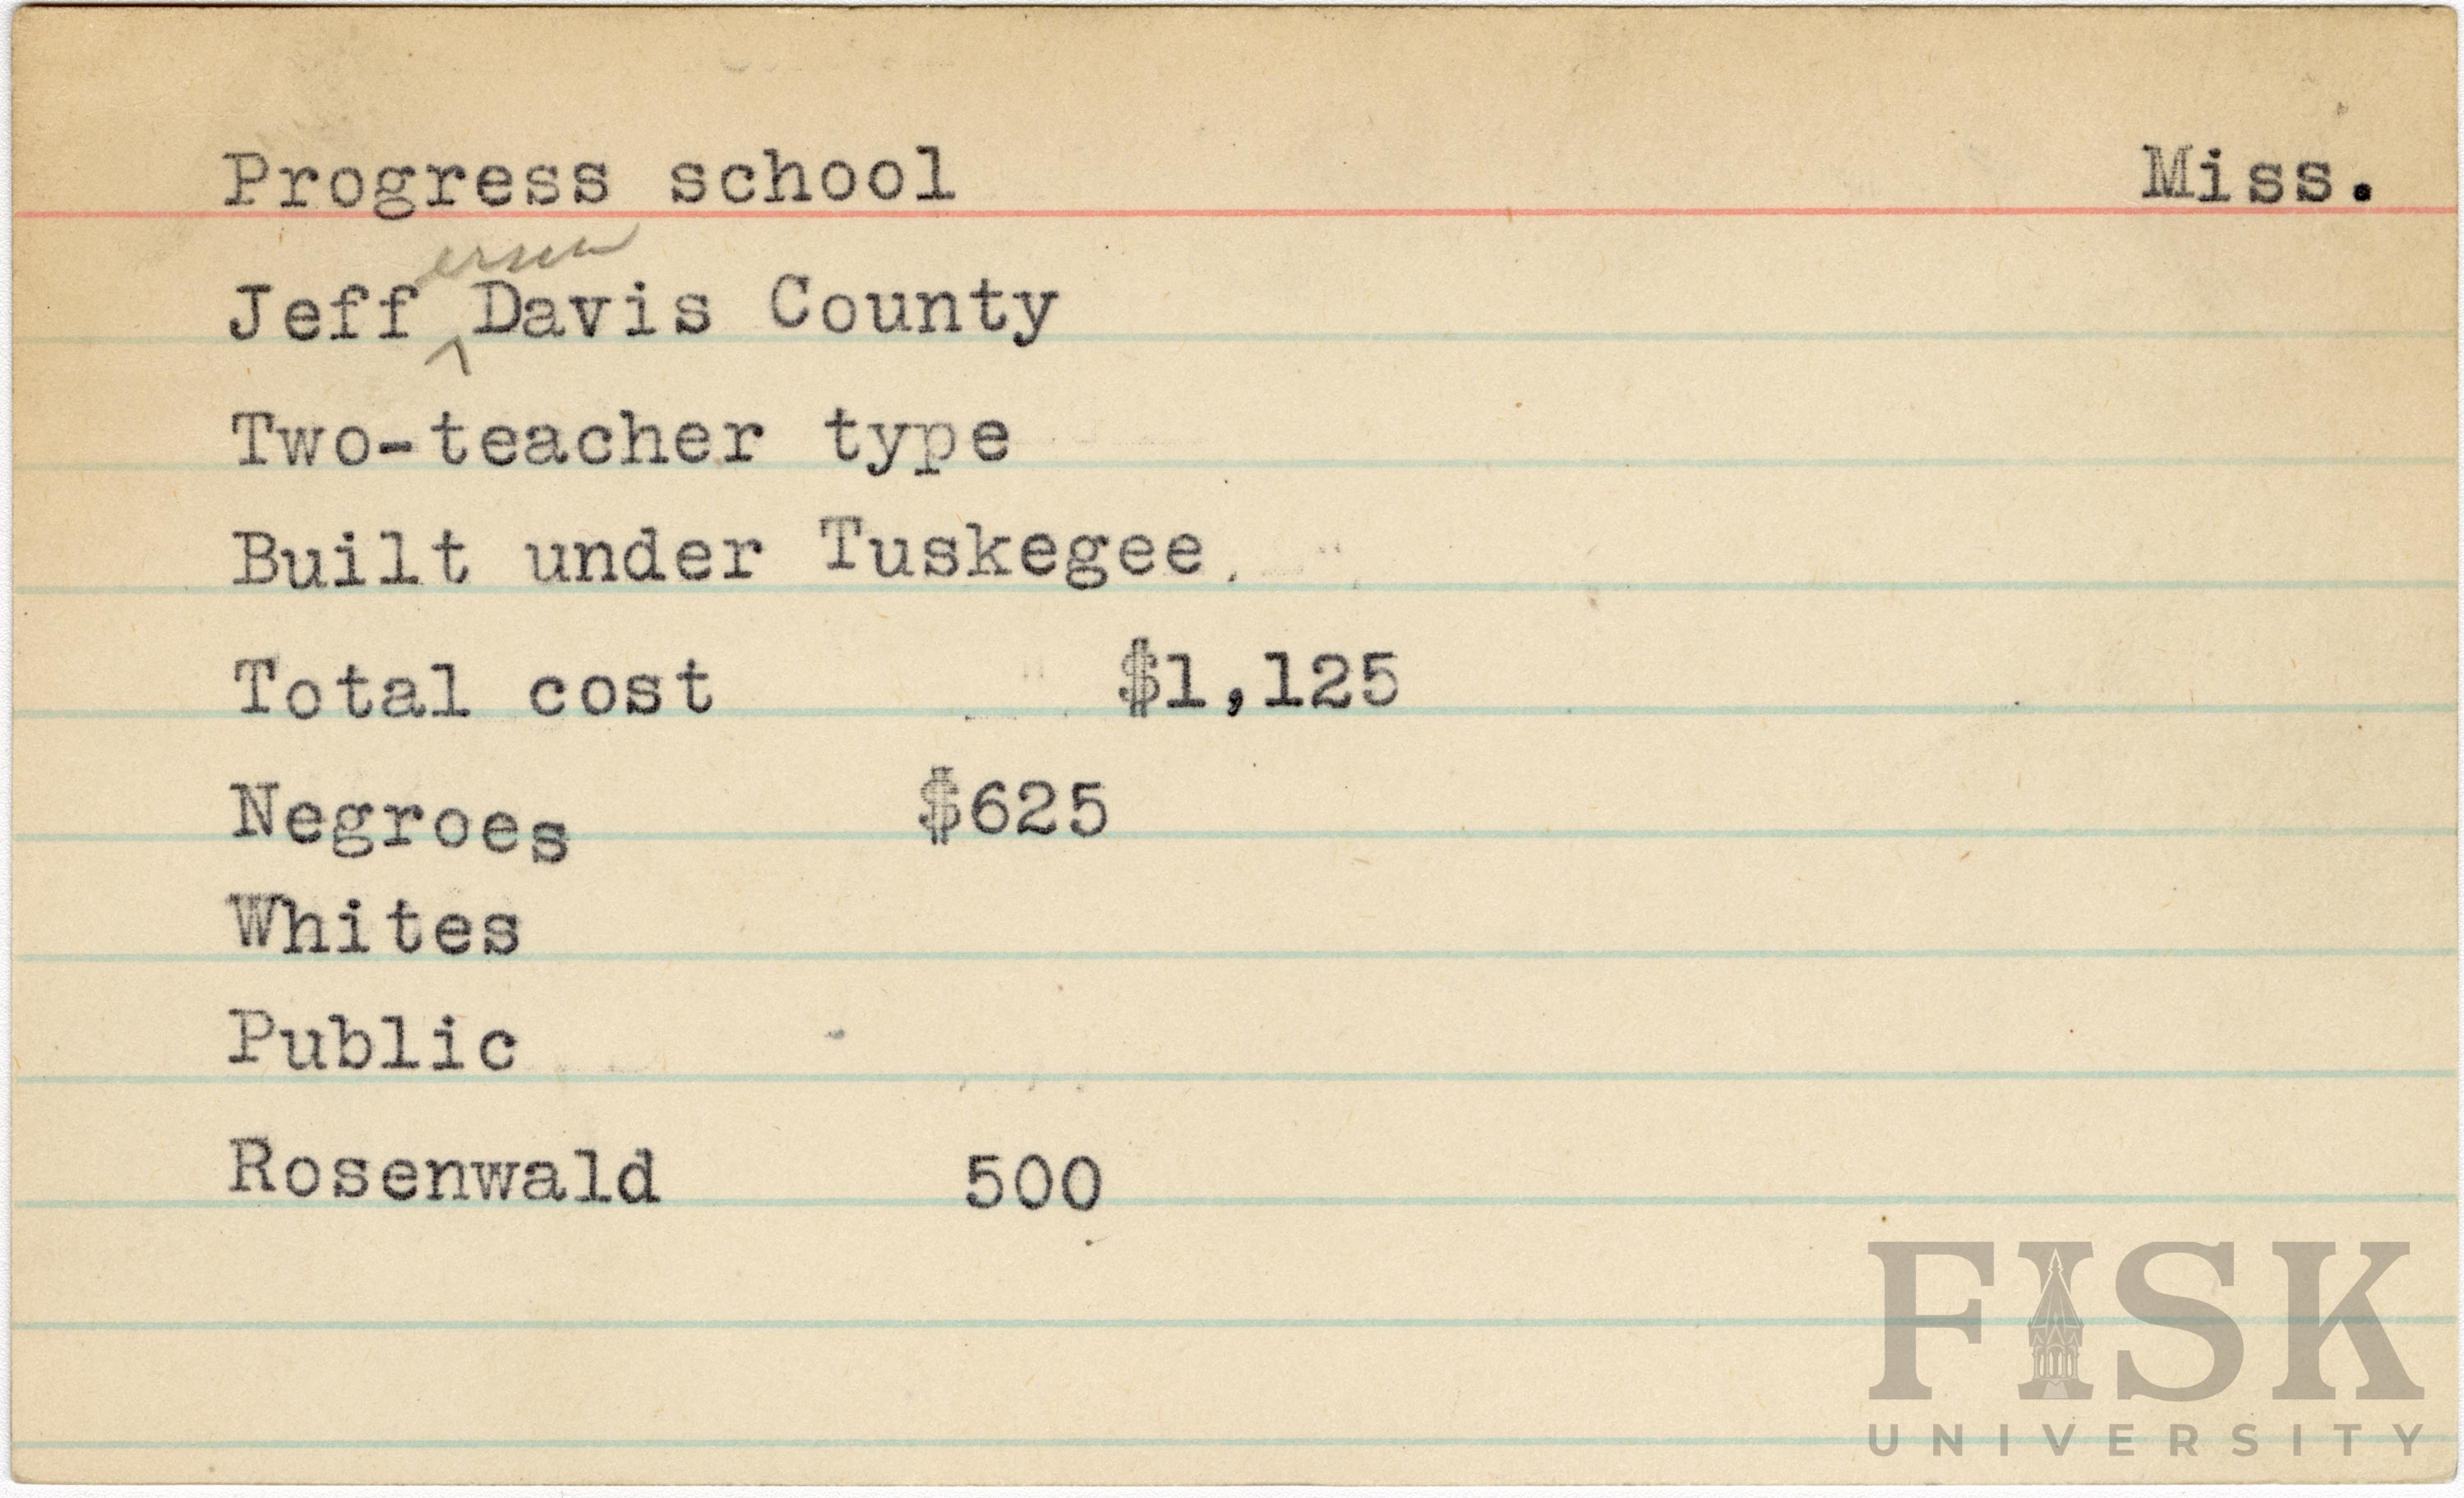 Progress school Miss.
erson
Jeff ^ Davis County
Two-teacher type
Built under Tuskegee.
Total cost $1,125
Negroes $625
Whites
Public
Rosenwald 500
FISK
UNIVERSITY